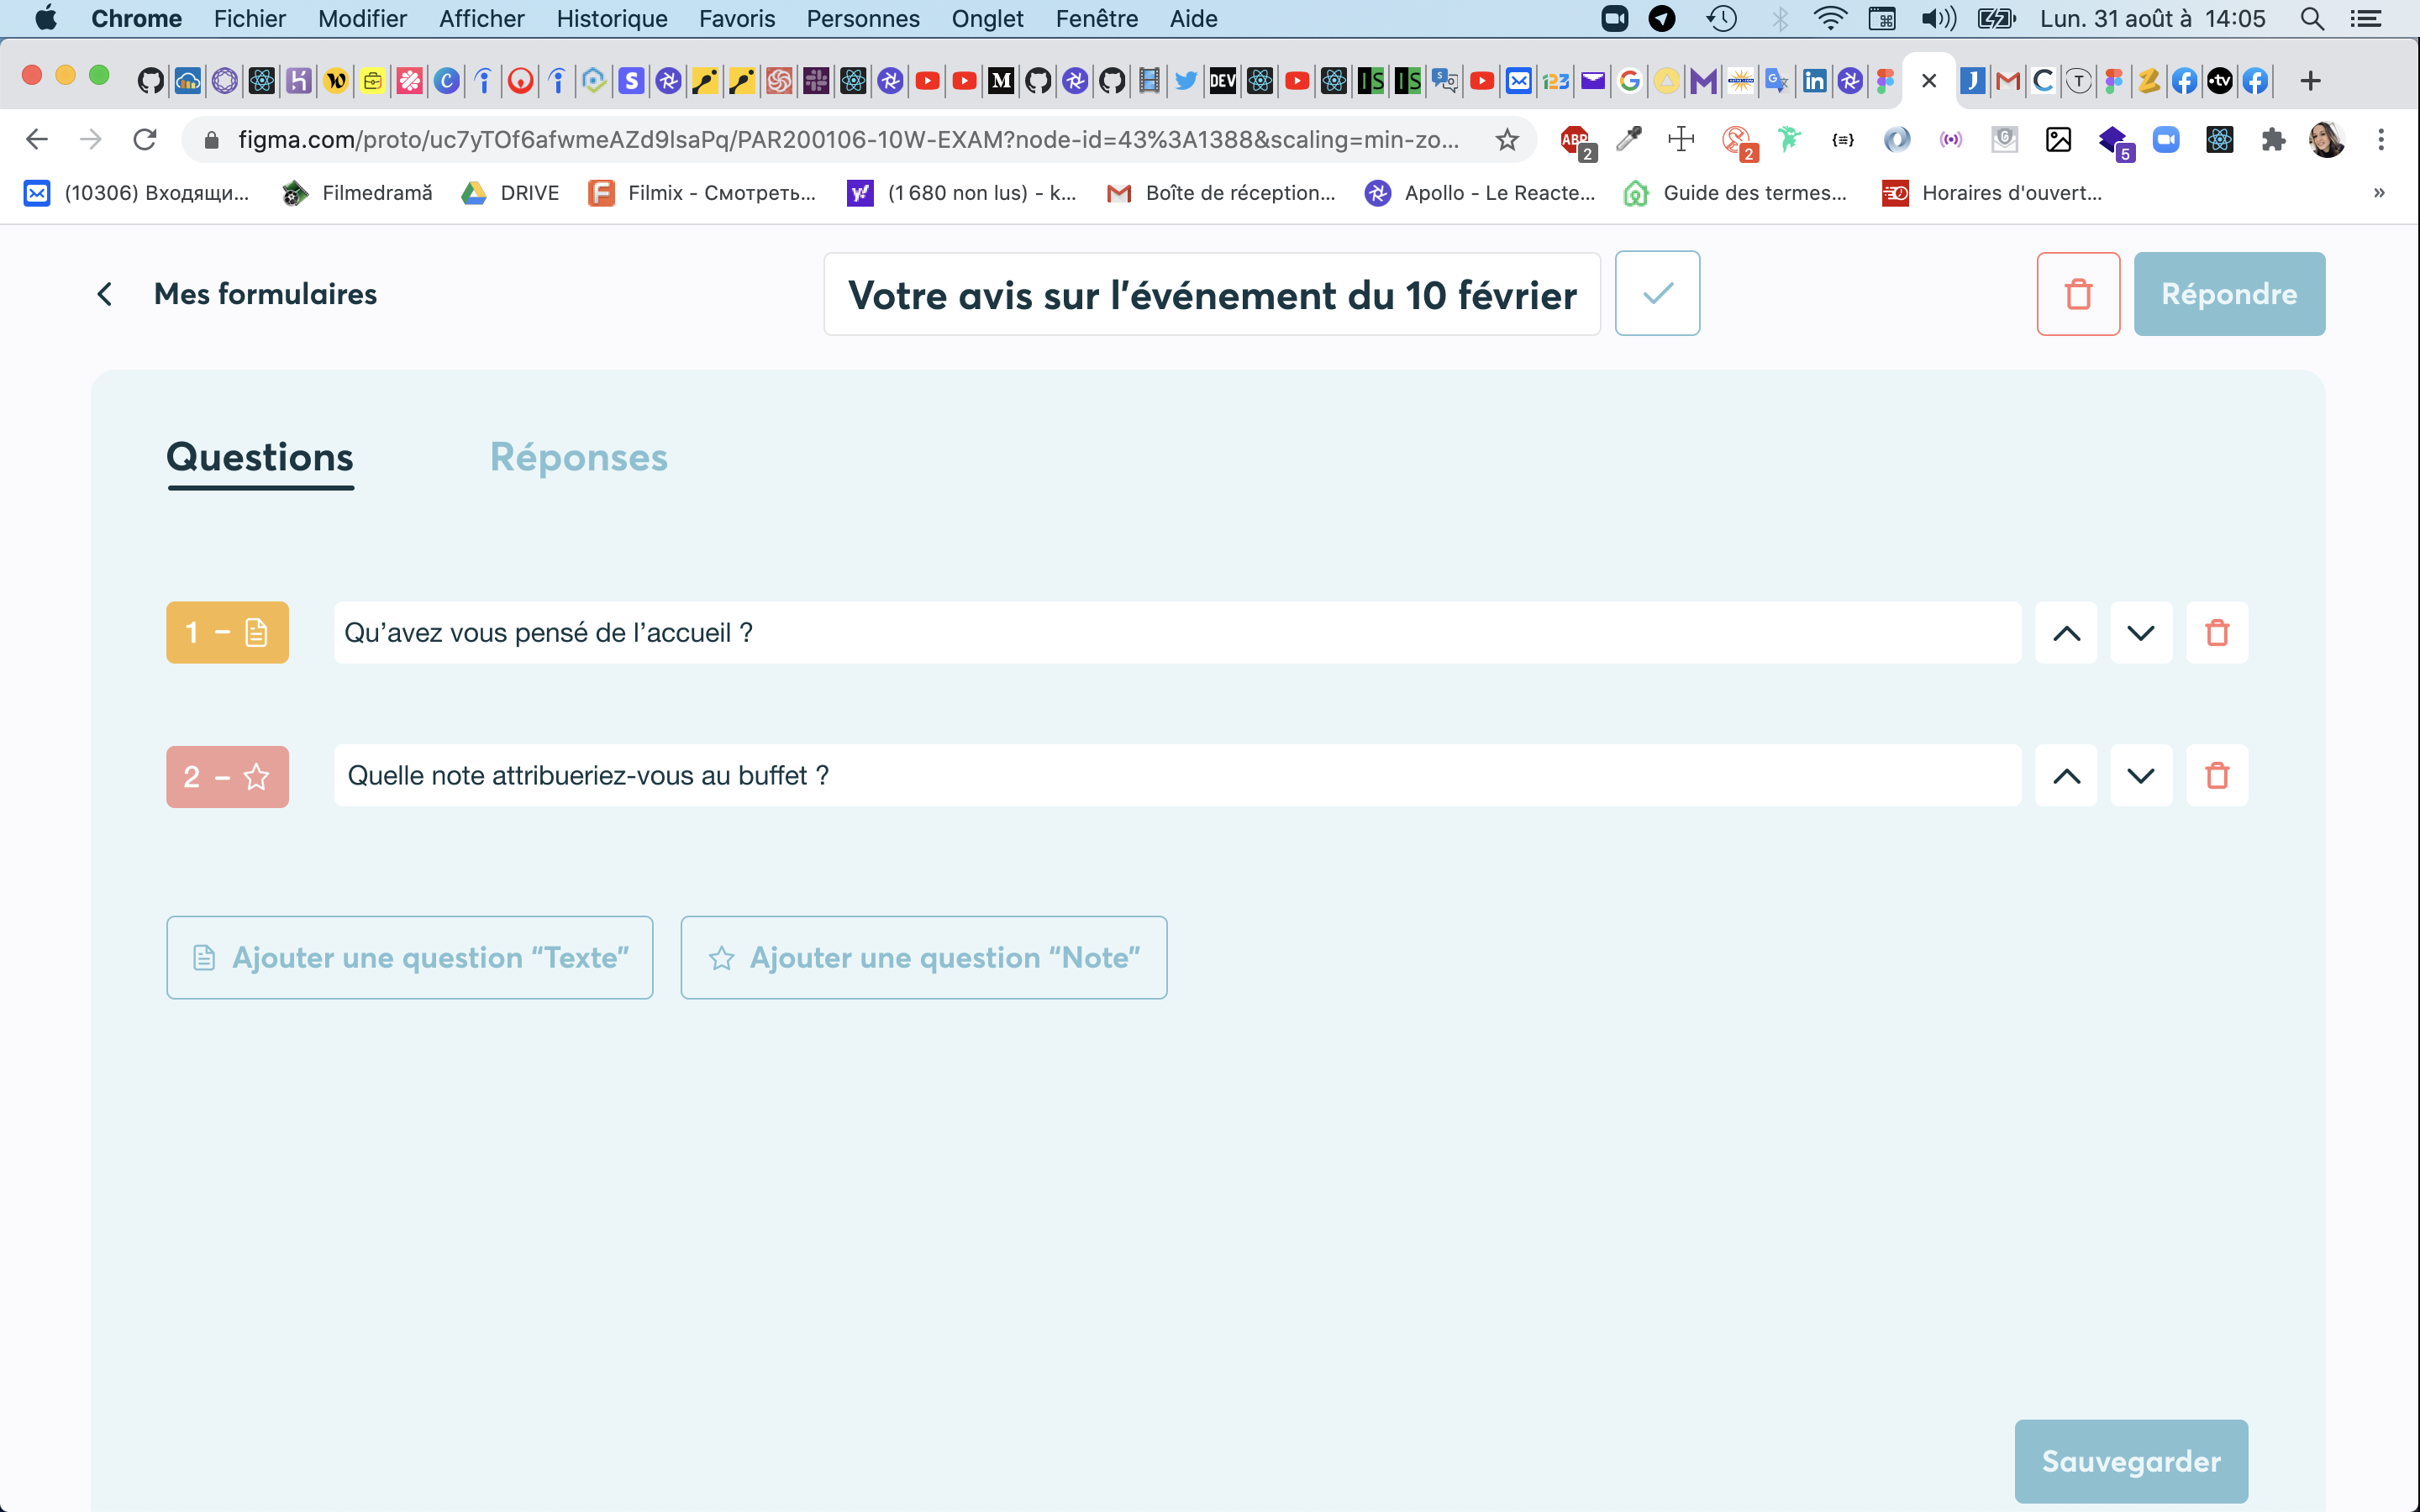 Chrome Fichier Modifier Afficher Historique Favoris Personnes Onglet Fenêtre Aide Lun. 31 août à 14:05
figma.com/proto/uc7yTOf6afwmeAZd9lsaPq/PAR200106-10W-EXAM?node-id=43%3A1388&scaling=min-zo...
ABP 2 2 5
(10306) Входящи... Filmedramă DRIVE Filmix - Смотреть... (1 680 non lus) - k... Boîte de réception... Apollo - Le Reacte... Guide des termes... Horaires d'ouvert... »
Mes formulaires
Votre avis sur l'événement du 10 février
Répondre
Questions Réponses
1 – Qu’avez vous pensé de l’accueil ?
2 – Quelle note attribueriez-vous au buffet ?
Ajouter une question “Texte” Ajouter une question “Note”
Sauvegarder